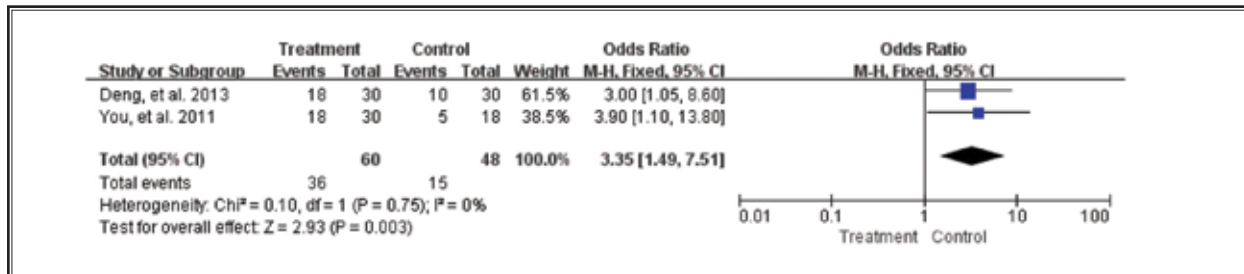 Treatment Control Odds Ratio Odds Ratio
Study or Subgroup Events Total Events Total Weight M-H, Fixed, 95% CI M-H, Fixed, 95% CI
Deng, et al. 2013 18 30 10 30 61.5% 3.00 [1.05, 8.60]
You, et al. 2011 18 30 5 18 38.5% 3.90 [1.10, 13.80]
Total (95% CI) 60 48 100.0% 3.35 [1.49, 7.51]
Total events 36 15
Heterogeneity: Chi² = 0.10, df = 1 (P = 0.75); I² = 0%
Test for overall effect: Z = 2.93 (P = 0.003)
0.01 0.1 1 10 100
Treatment Control